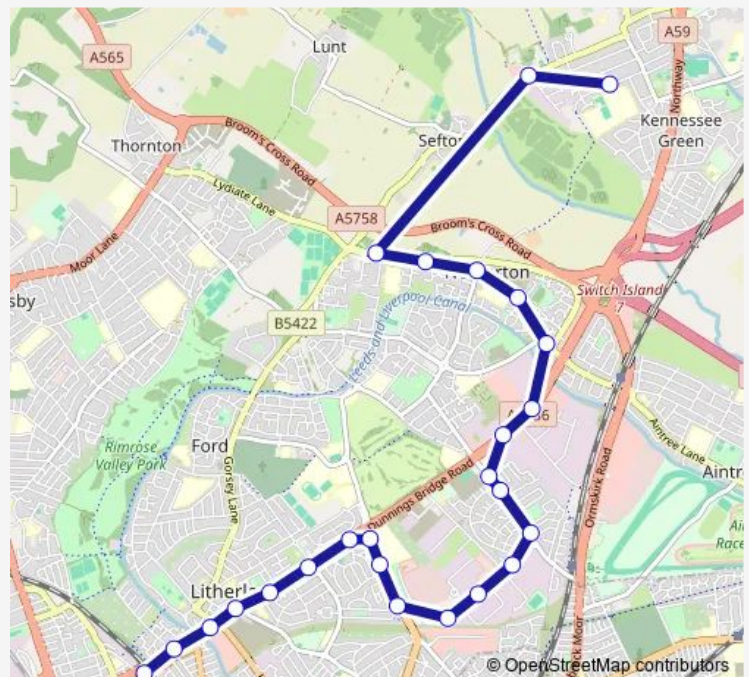 A59
A565
Lunt
Northway
Kennessee
Green
Thornton
Broom's Cross Road
Lydiate Lane
A5758
Broom's Cross Road
Moor Lane
Switch Island
7
B5422
Leeds and Liverpool Canal
Rimrose
Valley Park
Ford
Gorsey Lane
Dunnings Bridge Road
Aintree Lane
Ormskirk Road
© OpenStreetMap contributors